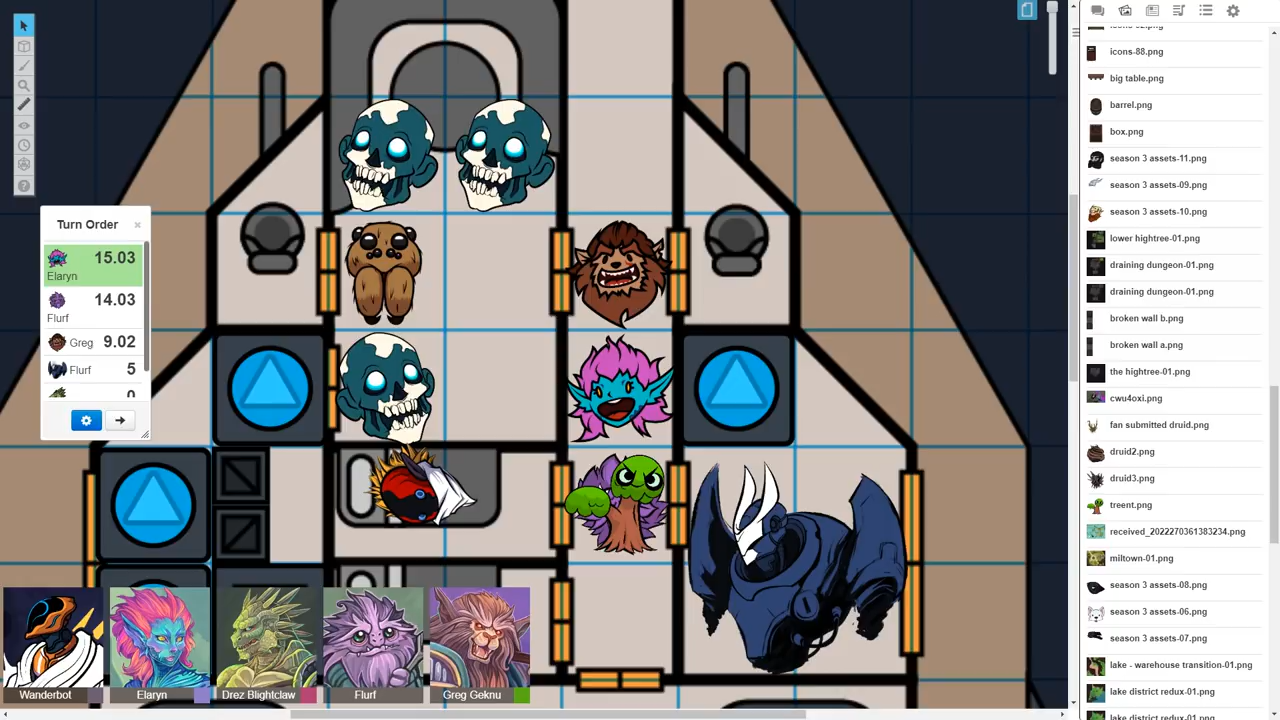 Turn Order ×
15.03
Elaryn
14.03
Flurf
Greg 9.02
Flurf 5
Wanderbot
Elaryn
Drez Blightclaw
Flurf
Greg Geknu
icons-88.png
big table.png
barrel.png
box.png
season 3 assets-11.png
season 3 assets-09.png
season 3 assets-10.png
lower hightree-01.png
draining dungeon-01.png
draining dungeon-01.png
broken wall b.png
broken wall a.png
the hightree-01.png
cwu4oxi.png
fan submitted druid.png
druid2.png
druid3.png
treent.png
received_2022270361383234.png
miltown-01.png
season 3 assets-08.png
season 3 assets-06.png
season 3 assets-07.png
lake - warehouse transition-01.png
lake district redux-01.png